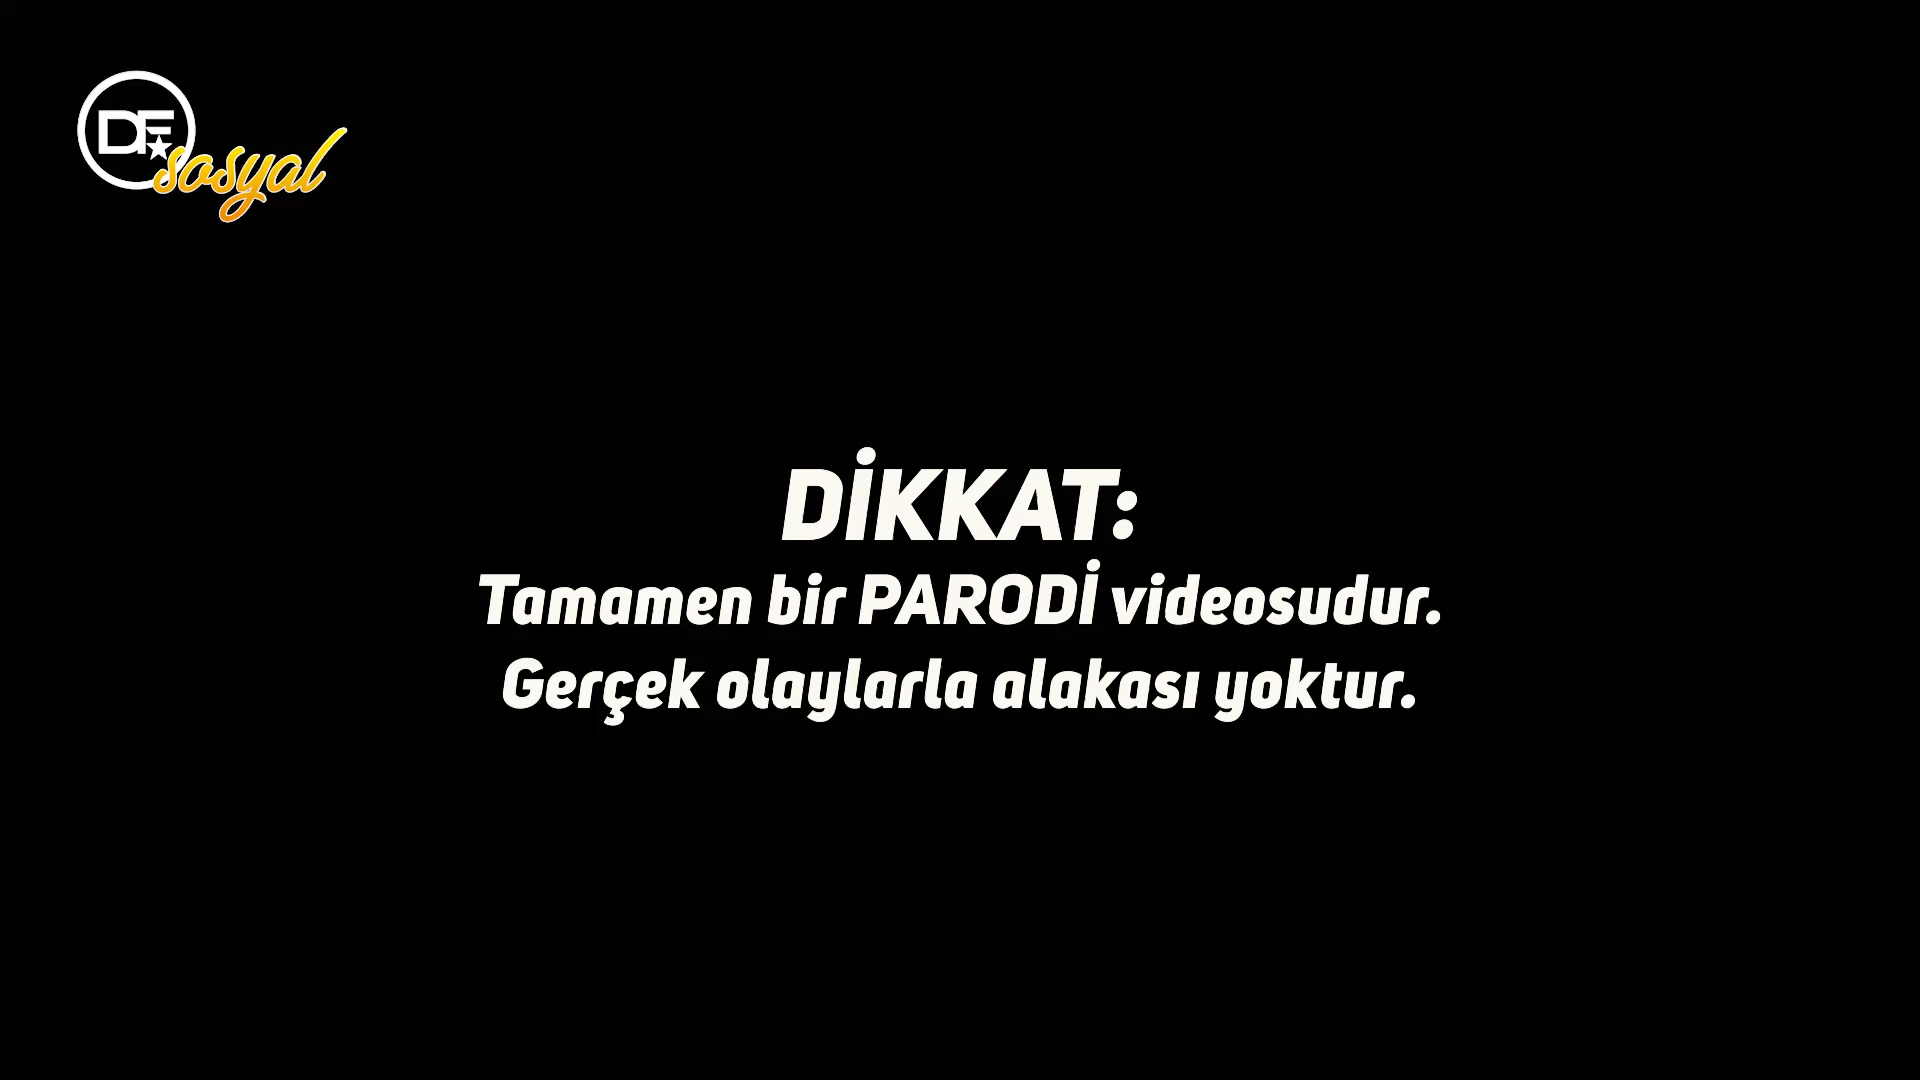 DF
sosyal
DİKKAT:
Tamamen bir PARODİ videosudur.
Gerçek olaylarla alakası yoktur.